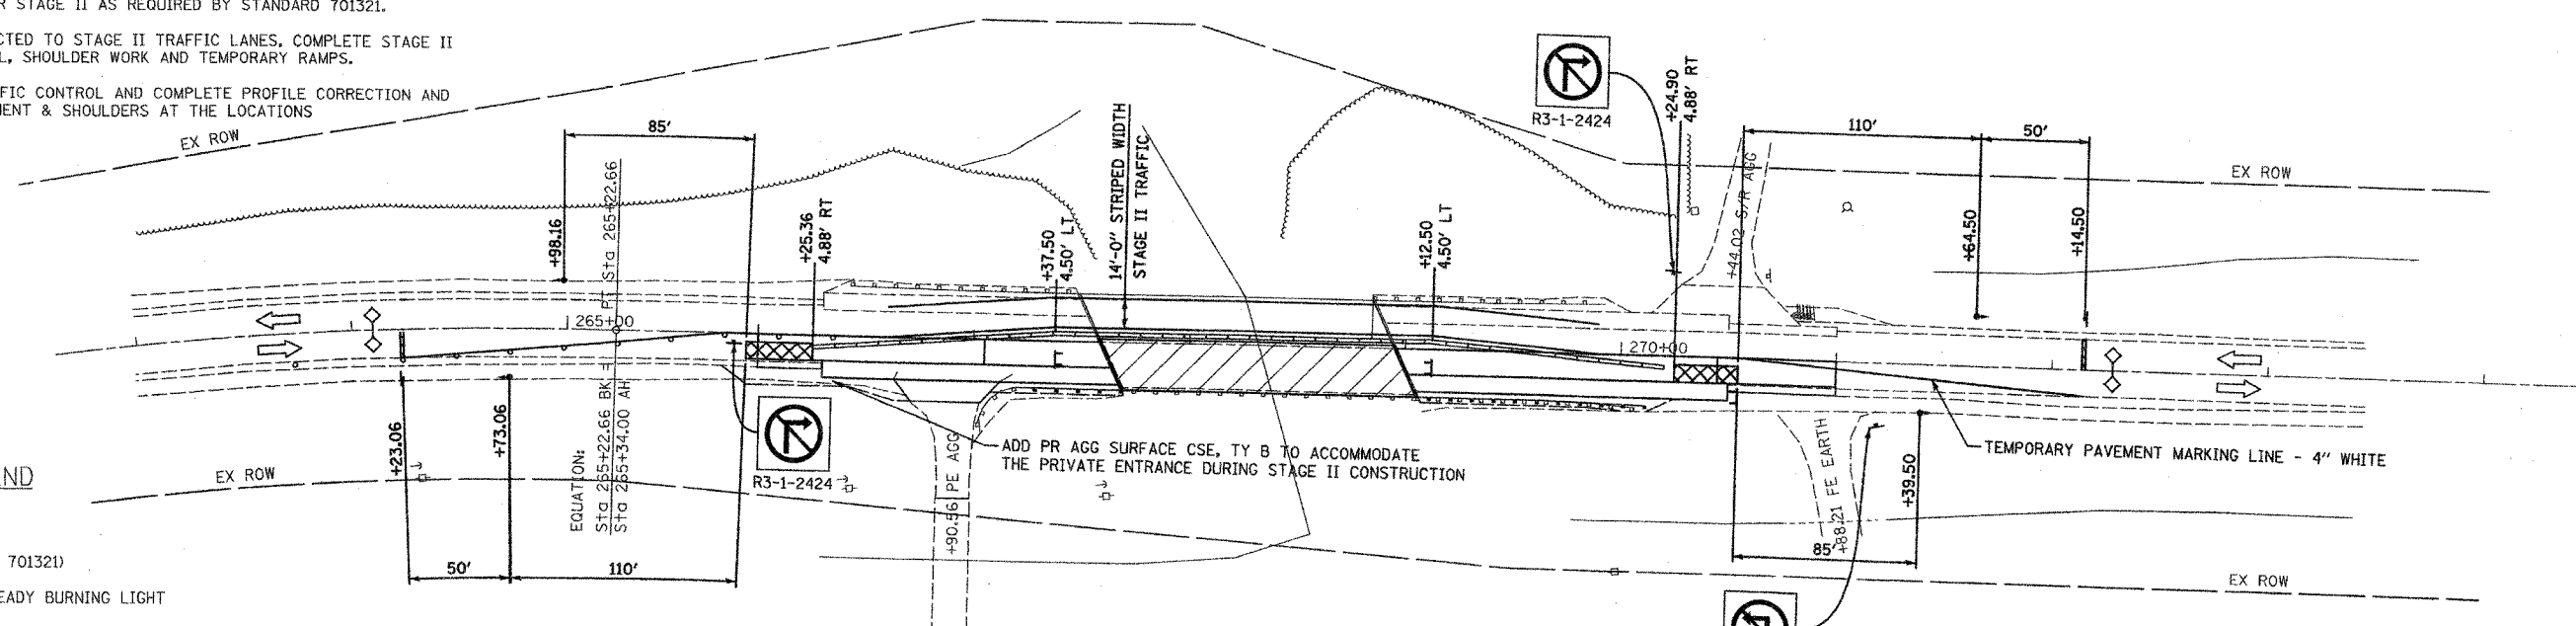 R STAGE II AS REQUIRED BY STANDARD 701321.
CTED TO STAGE II TRAFFIC LANES. COMPLETE STAGE II
L, SHOULDER WORK AND TEMPORARY RAMPS.
FIC CONTROL AND COMPLETE PROFILE CORRECTION AND
ENT & SHOULDERS AT THE LOCATIONS
EX ROW
85'
+98.16
PT Sta 265+22.66
+25.36
4.88' RT
+37.50
4.50' LT
14'-0" STRIPED WIDTH
STAGE II TRAFFIC
+12.50
4.50' LT
R3-1-2424
+24.90
4.88' RT
+44.02 S/R AGG
110'
50'
EX ROW
+64.50
+14.50
265+00
270+00
+23.06
+73.06
EQUATION:
Sta 265+22.66 BK =
Sta 265+34.00 AH
R3-1-2424
+90.56 PE AGG
ADD PR AGG SURFACE CSE, TY B TO ACCOMMODATE
THE PRIVATE ENTRANCE DURING STAGE II CONSTRUCTION
TEMPORARY PAVEMENT MARKING LINE - 4" WHITE
+88.21 FE EARTH
+39.50
85'
EX ROW
END
EX ROW
50'
110'
701321)
EADY BURNING LIGHT